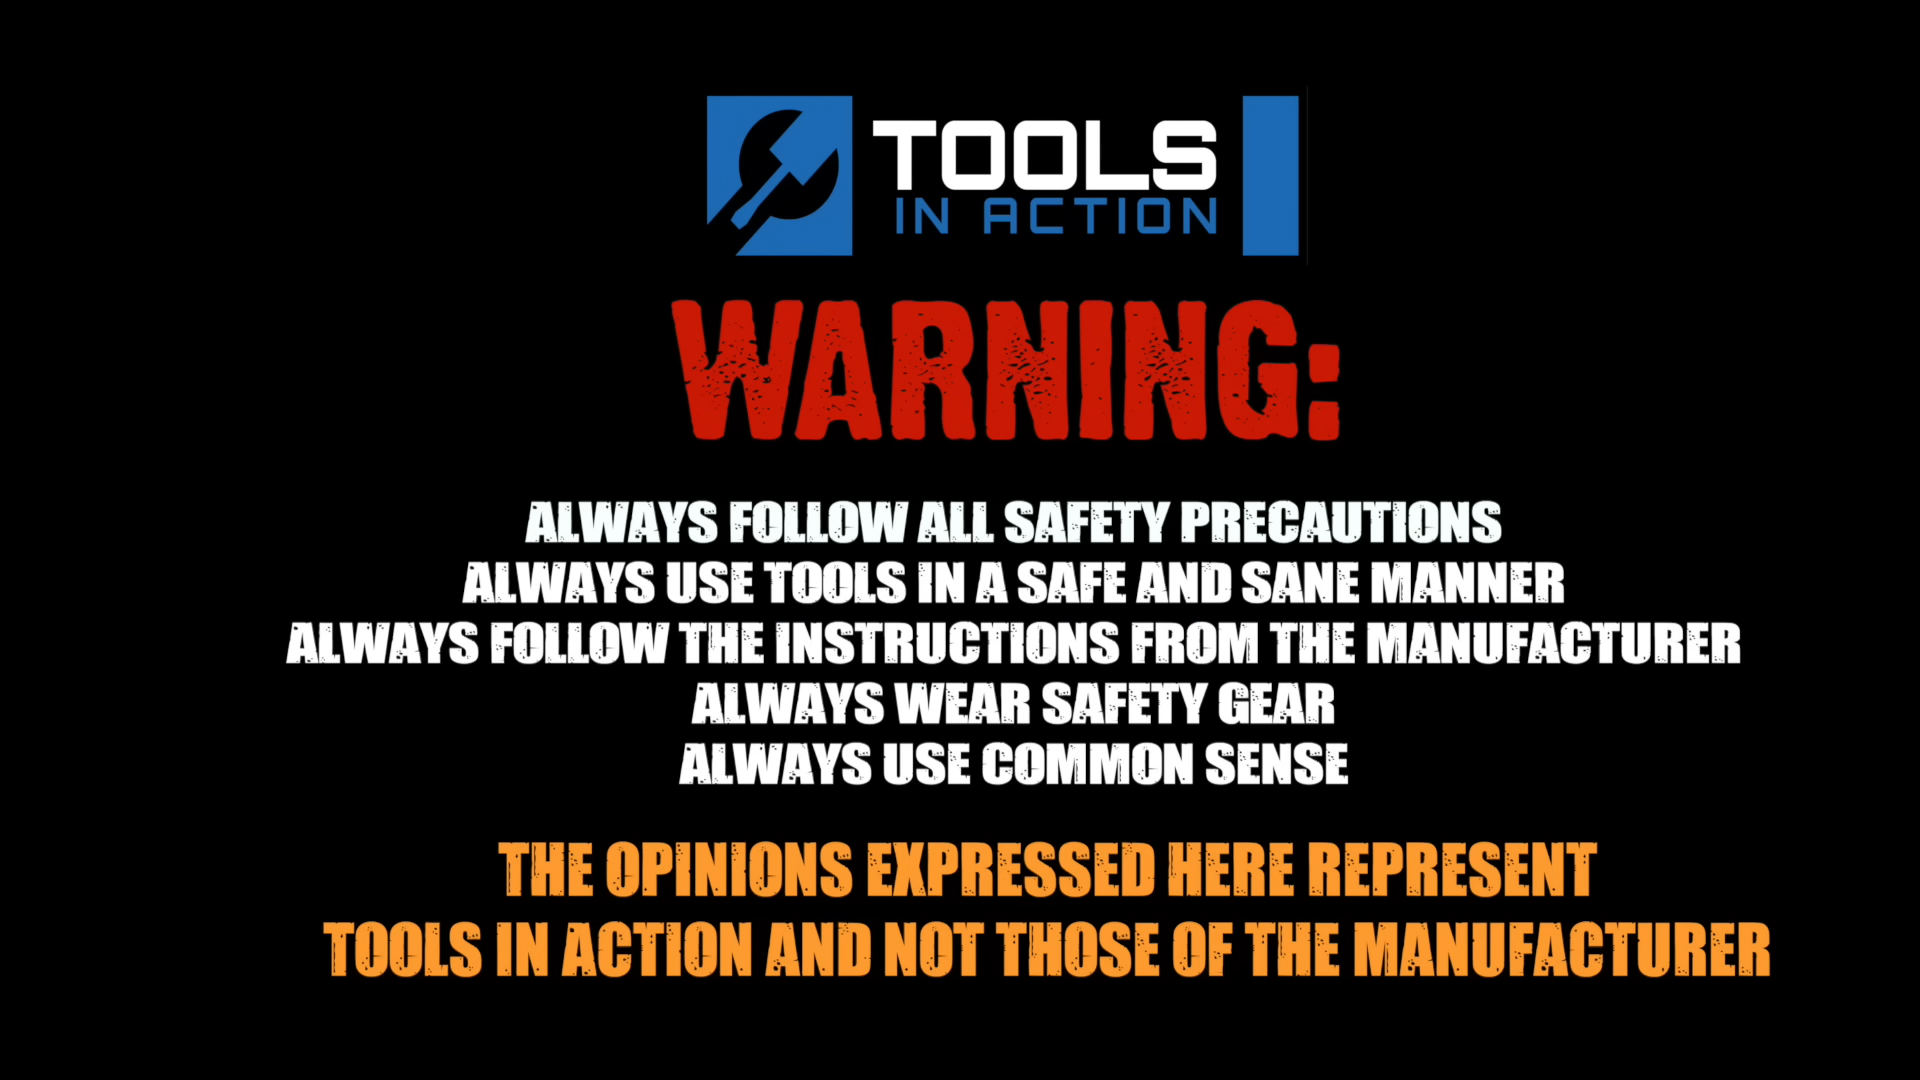 TOOLS
IN ACTION
WARNING:
ALWAYS FOLLOW ALL SAFETY PRECAUTIONS
ALWAYS USE TOOLS IN A SAFE AND SANE MANNER
ALWAYS FOLLOW THE INSTRUCTIONS FROM THE MANUFACTURER
ALWAYS WEAR SAFETY GEAR
ALWAYS USE COMMON SENSE
THE OPINIONS EXPRESSED HERE REPRESENT
TOOLS IN ACTION AND NOT THOSE OF THE MANUFACTURER